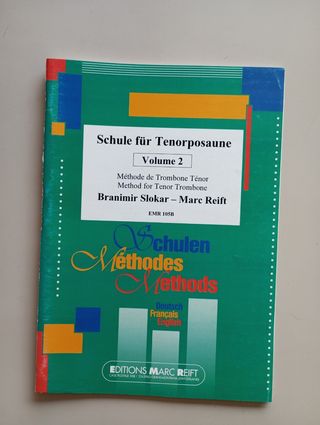 Schule für Tenorposaune
Volume 2
Méthode de Trombone Ténor
Method for Tenor Trombone
Branimir Slokar – Marc Reift
EMR 105B
Schulen
Méthodes
Methods
Deutsch
Français
English
EDITIONS MARC REIFT